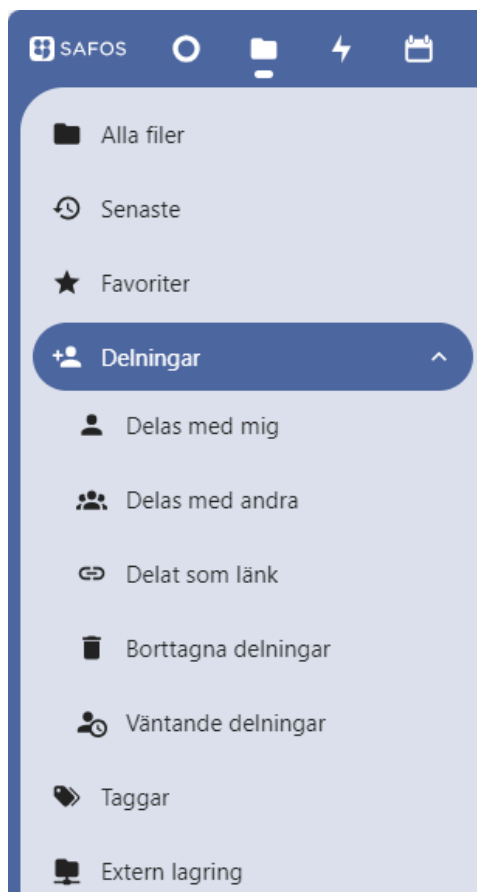 SAFOS
Alla filer
Senaste
Favoriter
Delningar
Delas med mig
Delas med andra
Delat som länk
Borttagna delningar
Väntande delningar
Taggar
Extern lagring